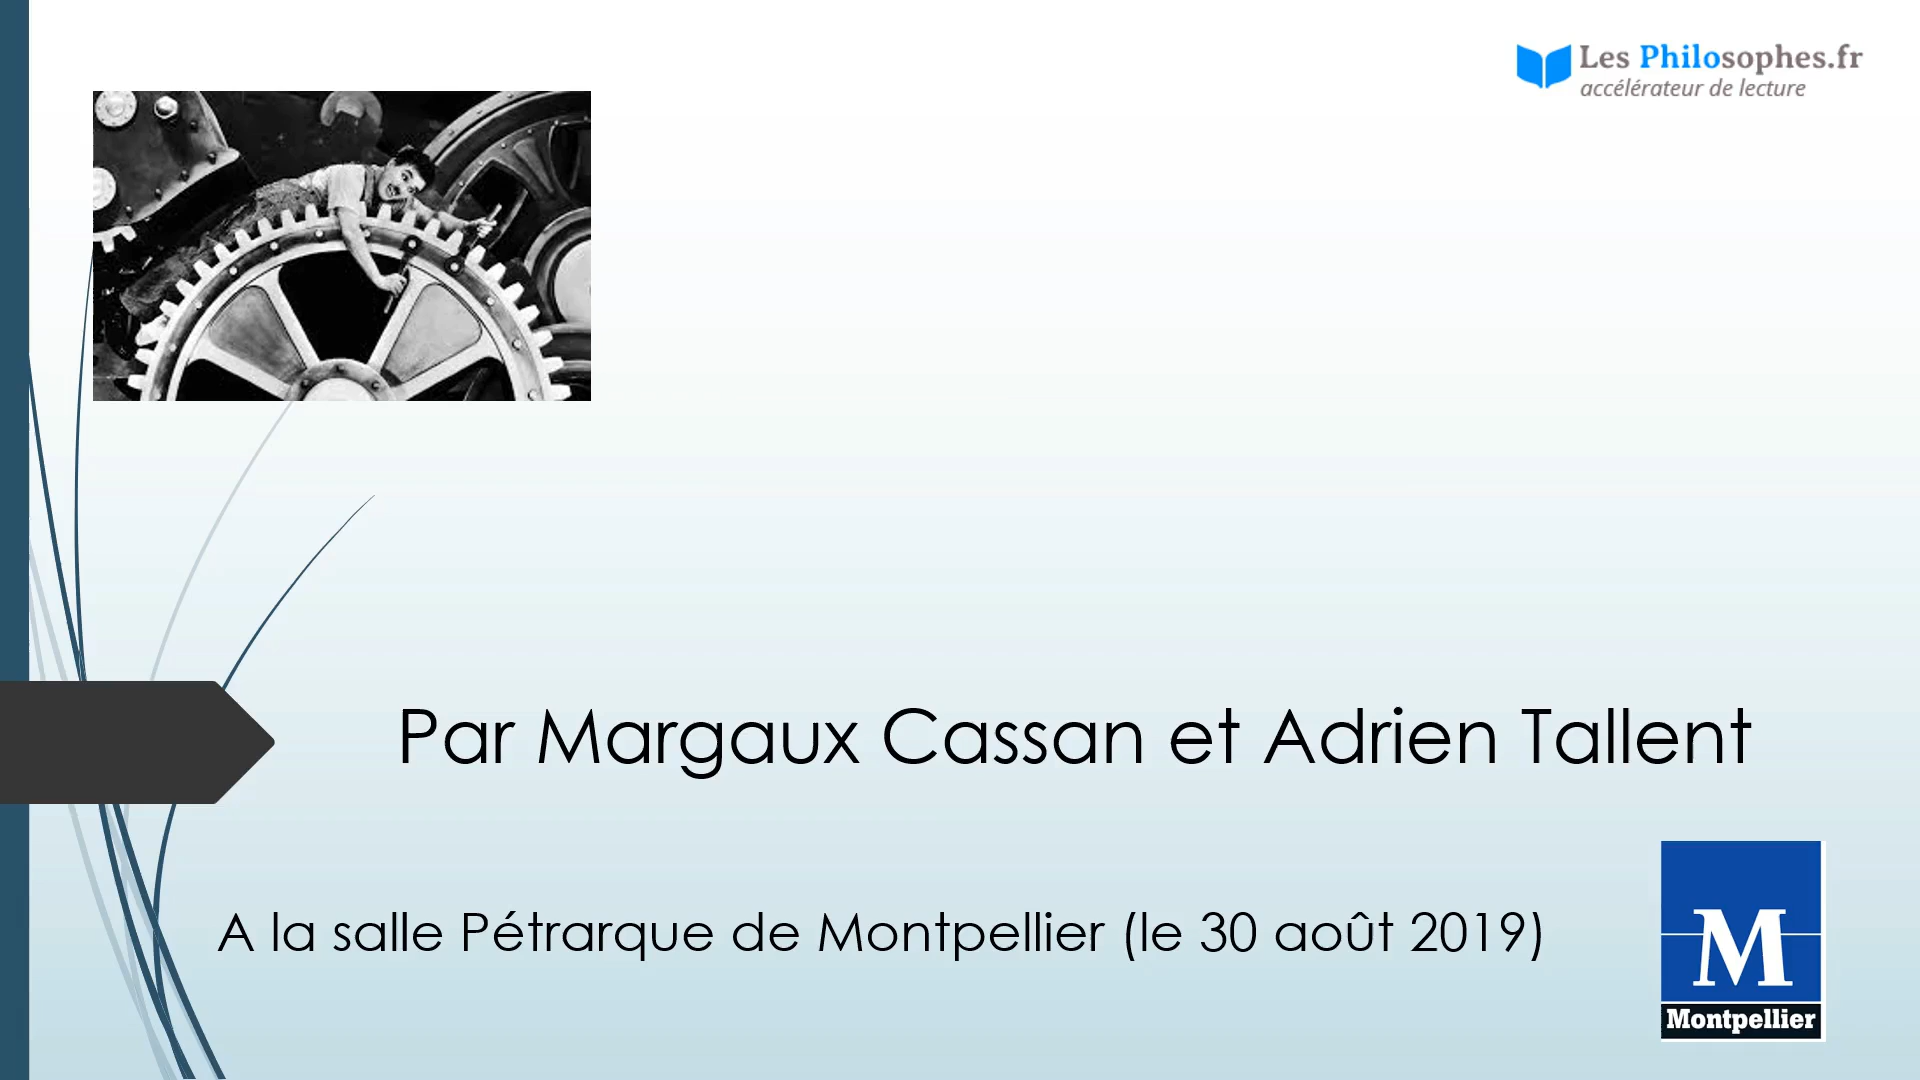 Les Philosophes.fr
accélérateur de lecture
Par Margaux Cassan et Adrien Tallent
A la salle Pétrarque de Montpellier (le 30 août 2019)
M
Montpellier